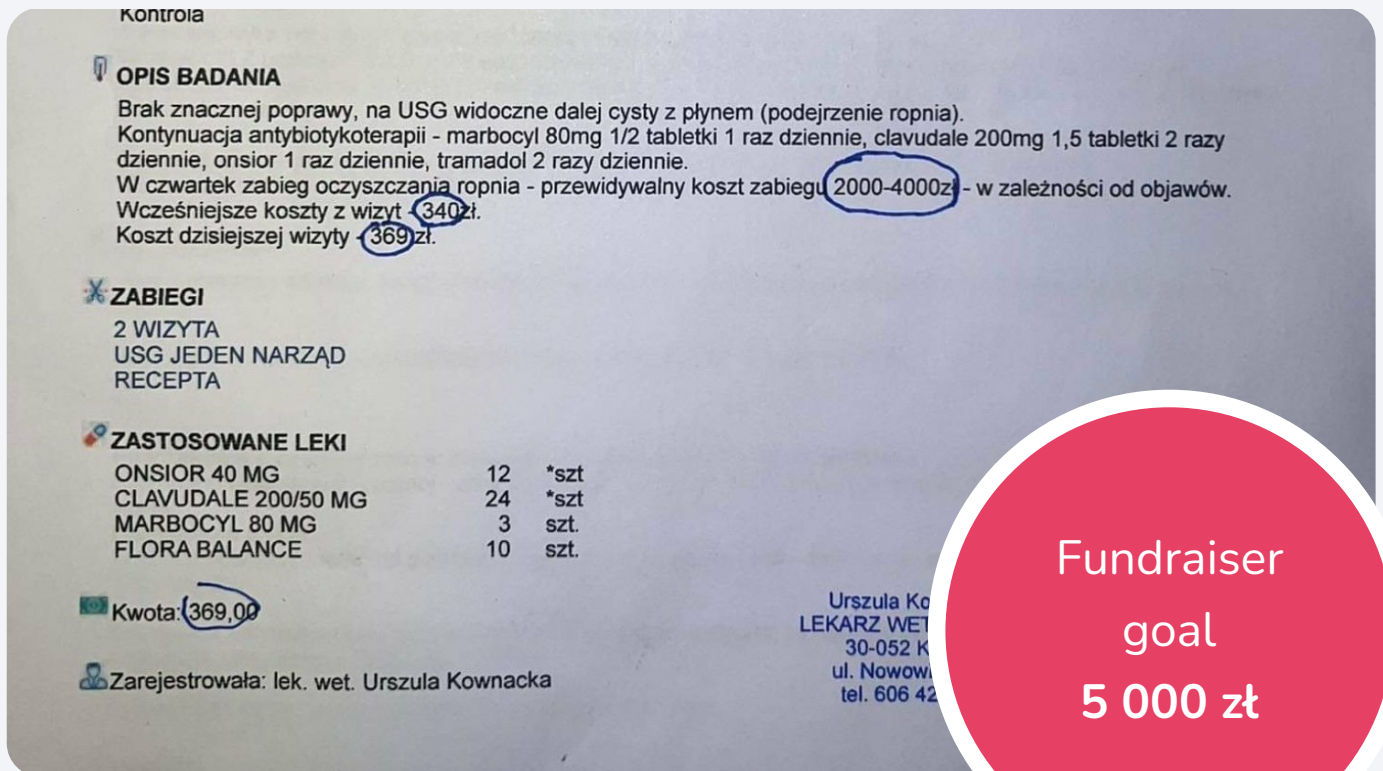 Kontrola
OPIS BADANIA
Brak znacznej poprawy, na USG widoczne dalej cysty z płynem (podejrzenie ropnia).
Kontynuacja antybiotykoterapii - marbocyl 80mg 1/2 tabletki 1 raz dziennie, clavudale 200mg 1,5 tabletki 2 razy
dziennie, onsior 1 raz dziennie, tramadol 2 razy dziennie.
W czwartek zabieg oczyszczania ropnia - przewidywalny koszt zabiegu 2000-4000zł - w zależności od objawów.
Wcześniejsze koszty z wizyt - 340zł.
Koszt dzisiejszej wizyty - 369 zł.
ZABIEGI
2 WIZYTA
USG JEDEN NARZĄD
RECEPTA
ZASTOSOWANE LEKI
ONSIOR 40 MG 12 *szt
CLAVUDALE 200/50 MG 24 *szt
MARBOCYL 80 MG 3 szt.
FLORA BALANCE 10 szt.
Kwota: 369,00
Zarejestrowała: lek. wet. Urszula Kownacka
Urszula Ko
LEKARZ WET
30-052 K
ul. Nowow
tel. 606 42
Fundraiser
goal
5 000 zł